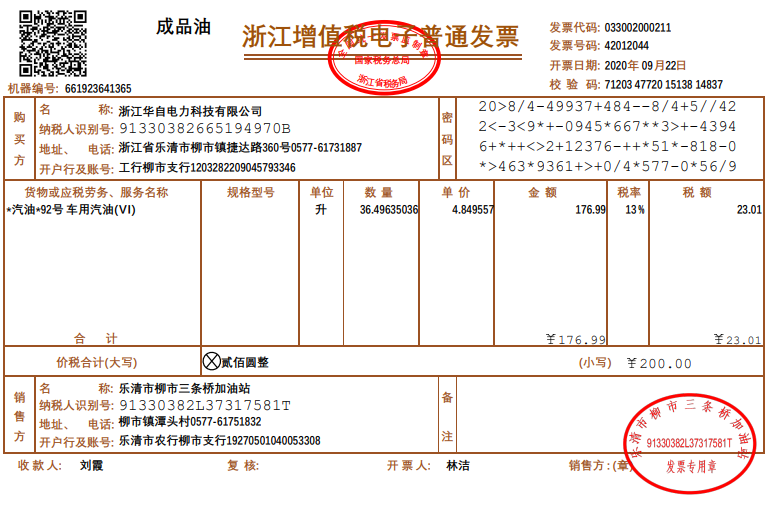 成品油
浙江增值税电子普通发票
全国统一发票监制章
国家税务总局
浙江省税务局
发票代码: 033002000211
发票号码: 42012044
开票日期: 2020年 09月22日
校 验 码: 71203 47720 15138 14837
机器编号: 661923641365
购买方
名 称: 浙江华自电力科技有限公司
纳税人识别号: 91330382665194970B
地址、 电话: 浙江省乐清市柳市镇捷达路360号0577-61731887
开户行及账号: 工行柳市支行1203282209045793346
密码区
20>8/4-49937+484--8/4+5//42
2<-3<9*+-0945*667**3>+-4394
6+*++<>2+12376-++*51*-818-0
*>463*9361+>+0/4*577-0*56/9
货物或应税劳务、服务名称 规格型号 单位 数 量 单 价 金 额 税率 税 额
*汽油*92号 车用汽油(VI) 升 36.49635036 4.849557 176.99 13% 23.01
合 计 ￥176.99 ￥23.01
价税合计(大写) ⊗贰佰圆整 (小写) ￥200.00
销售方
名 称: 乐清市柳市三条桥加油站
纳税人识别号: 91330382L37317581T
地址、 电话: 柳市镇潭头村0577-61751832
开户行及账号: 乐清市农行柳市支行19270501040053308
备注
收 款 人: 刘霞 复 核: 开 票 人: 林洁 销售方: (章)
乐清市柳市三条桥加油站
91330382L37317581T
发票专用章